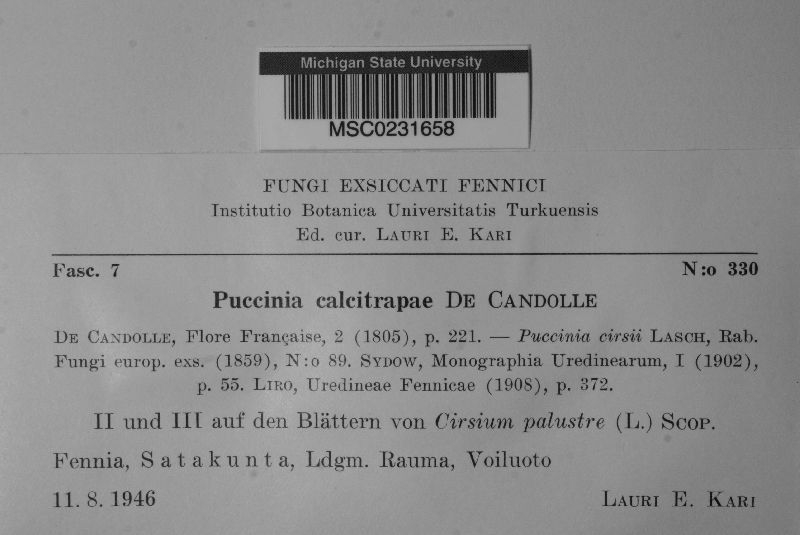 Michigan State University
MSC0231658
FUNGI EXSICCATI FENNICI
Institutio Botanica Universitatis Turkuensis
Ed. cur. LAURI E. KARI
Fasc. 7 N:o 330
Puccinia calcitrapae DE CANDOLLE
DE CANDOLLE, Flore Française, 2 (1805), p. 221. — Puccinia cirsii LASCH, Rab.
Fungi europ. exs. (1859), N:o 89. SYDOW, Monographia Uredinearum, I (1902),
p. 55. LIRO, Uredineae Fennicae (1908), p. 372.
II und III auf den Blättern von Cirsium palustre (L.) SCOP.
Fennia, Satakunta, Ldgm. Rauma, Voiluoto
11. 8. 1946 LAURI E. KARI